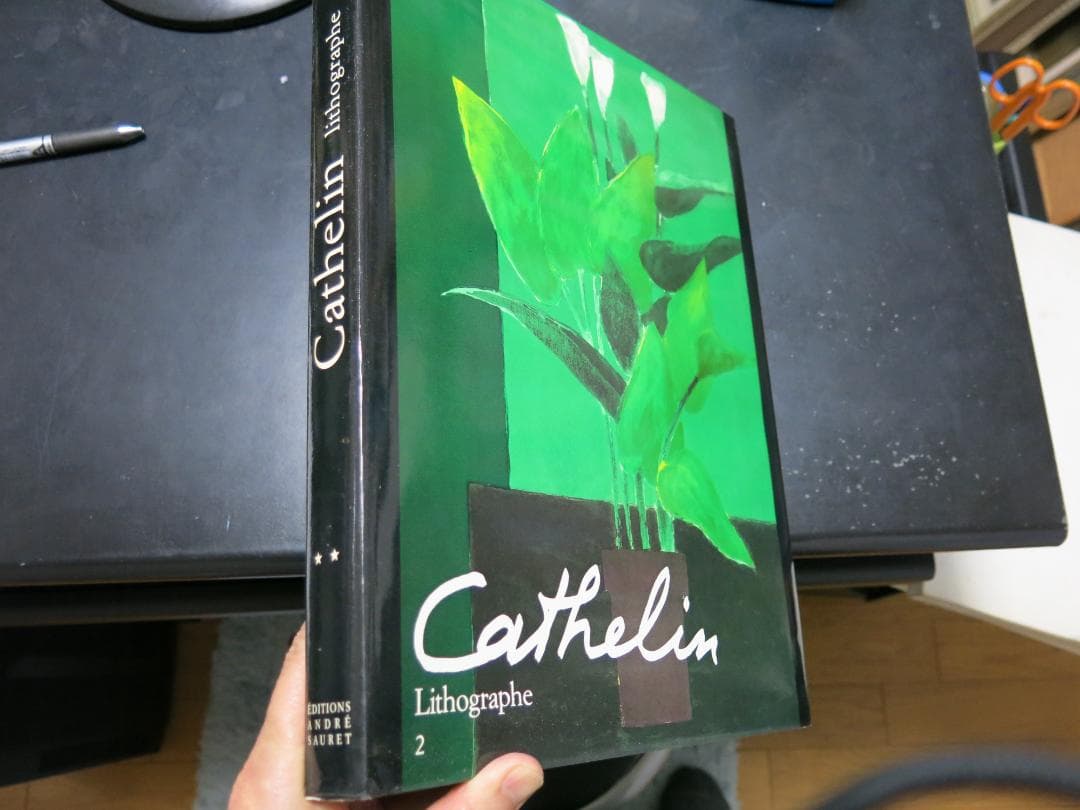 Cathelin lithographe
★ ★
ÉDITIONS
ANDRÉ
SAURET
Cathelin
Lithographe
2